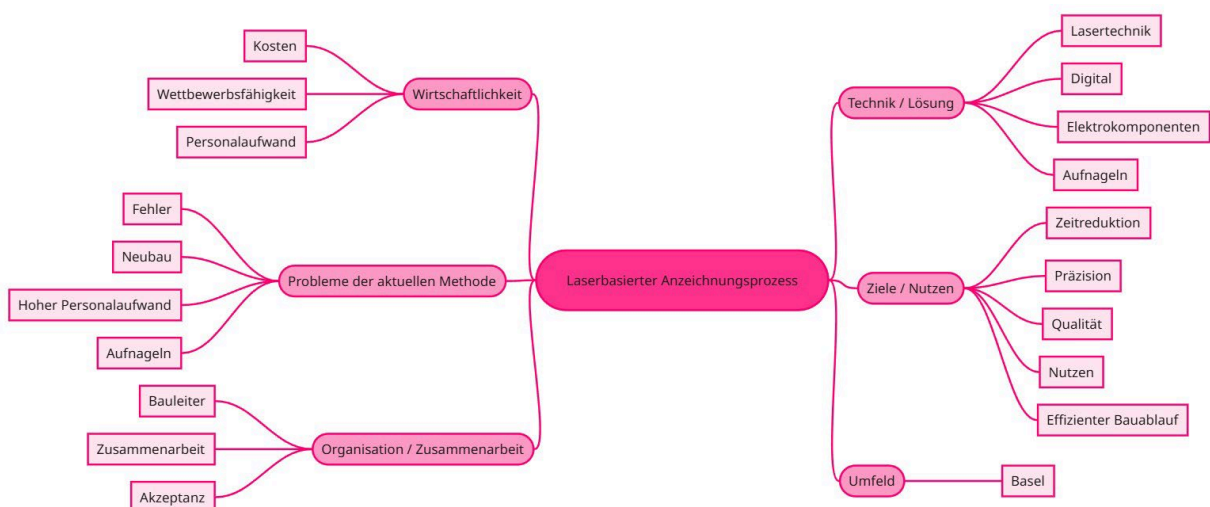 Kosten
Wettbewerbsfähigkeit
Personalaufwand
Wirtschaftlichkeit
Fehler
Neubau
Hoher Personalaufwand
Aufnageln
Probleme der aktuellen Methode
Bauleiter
Zusammenarbeit
Akzeptanz
Organisation / Zusammenarbeit
Laserbasierter Anzeichnungsprozess
Technik / Lösung
Lasertechnik
Digital
Elektrokomponenten
Aufnageln
Ziele / Nutzen
Zeitreduktion
Präzision
Qualität
Nutzen
Effizienter Bauablauf
Umfeld
Basel